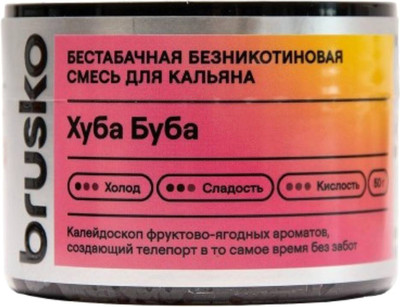 brusko
БЕСТАБАЧНАЯ БЕЗНИКОТИНОВАЯ
СМЕСЬ ДЛЯ КАЛЬЯНА
Хуба Буба
Холод
Сладость
Кислость
50 г
Калейдоскоп фруктово-ягодных ароматов,
создающий телепорт в то самое время без забот